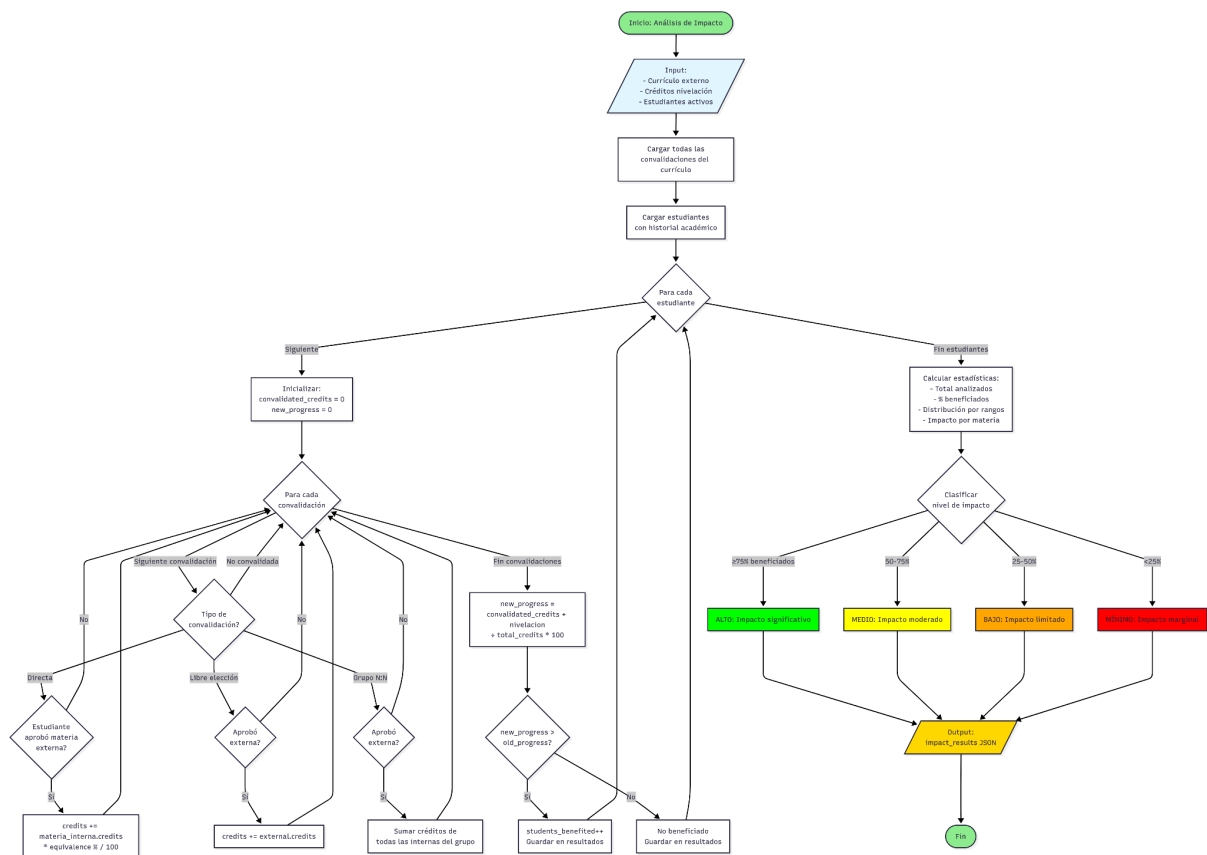 Inicio: Análisis de Impacto
Input:
- Currículo externo
- Créditos nivelación
- Estudiantes activos
Cargar todas las
convalidaciones del
currículo
Cargar estudiantes
con historial académico
Para cada
estudiante
Siguiente
Fin estudiantes
Inicializar:
convalidated_credits = 0
new_progress = 0
Calcular estadísticas:
- Total analizados
- % beneficiados
- Distribución por rangos
- Impacto por materia
Para cada
convalidación
Clasificar
nivel de impacto
Siguiente convalidación
No convalidada
Fin convalidaciones
≥75% beneficiados
50-75%
25-50%
<25%
No
Tipo de
convalidación?
No
No
new_progress =
convalidated_credits +
nivelacion
+ total_credits * 100
ALTO: Impacto significativo
MEDIO: Impacto moderado
BAJO: Impacto limitado
MÍNIMO: Impacto marginal
Directa
Libre elección
Grupo N:N
Estudiante
aprobó materia
externa?
Aprobó
externa?
Aprobó
externa?
new_progress >
old_progress?
Output:
impact_results JSON
Sí
Sí
Sí
Sí
No
credits +=
materia_interna.credits
* equivalence % / 100
credits += external.credits
Sumar créditos de
todas las internas del grupo
students_benefited++
Guardar en resultados
No beneficiado
Guardar en resultados
Fin